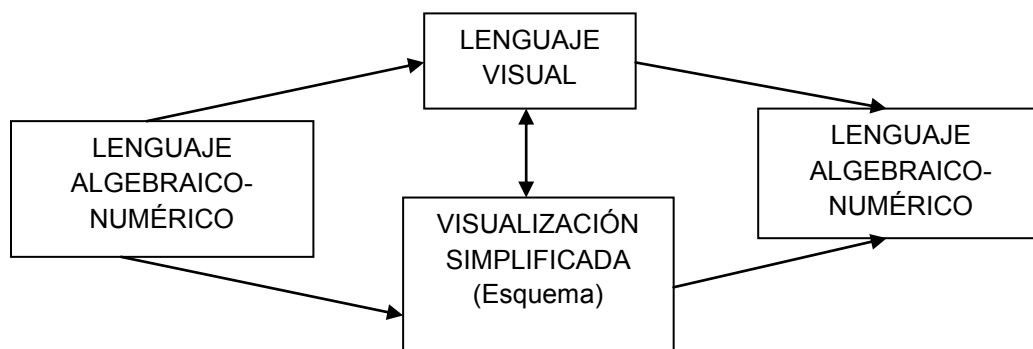 LENGUAJE
VISUAL
LENGUAJE
ALGEBRAICO-
NUMÉRICO
LENGUAJE
ALGEBRAICO-
NUMÉRICO
VISUALIZACIÓN
SIMPLIFICADA
(Esquema)